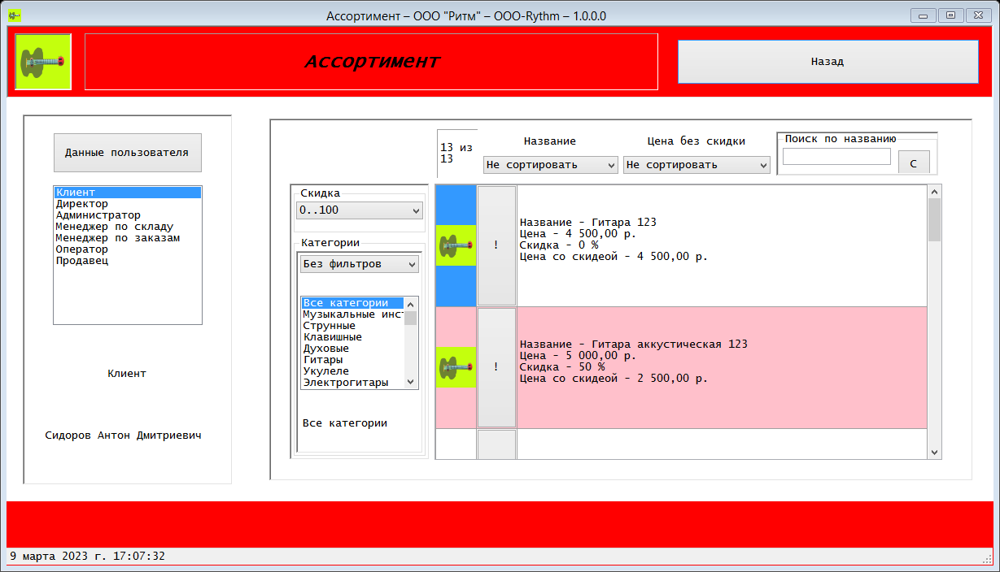 Ассортимент – ООО "Ритм" – OOO-Rythm – 1.0.0.0
Ассортимент
Назад
Данные пользователя
Клиент
Директор
Администратор
Менеджер по складу
Менеджер по заказам
Оператор
Продавец
Клиент
Сидоров Антон Дмитриевич
13 из
13
Название
Не сортировать
Цена без скидки
Не сортировать
Поиск по названию
С
Скидка
0..100
Категории
Без фильтров
Все категории
Музыкальные инст
Струнные
Клавишные
Духовые
Гитары
Укулеле
Электрогитары
Все категории
!
Название - Гитара 123
Цена - 4 500,00 р.
Скидка - 0 %
Цена со скидеой - 4 500,00 р.
!
Название - Гитара аккустическая 123
Цена - 5 000,00 р.
Скидка - 50 %
Цена со скидеой - 2 500,00 р.
9 марта 2023 г. 17:07:32